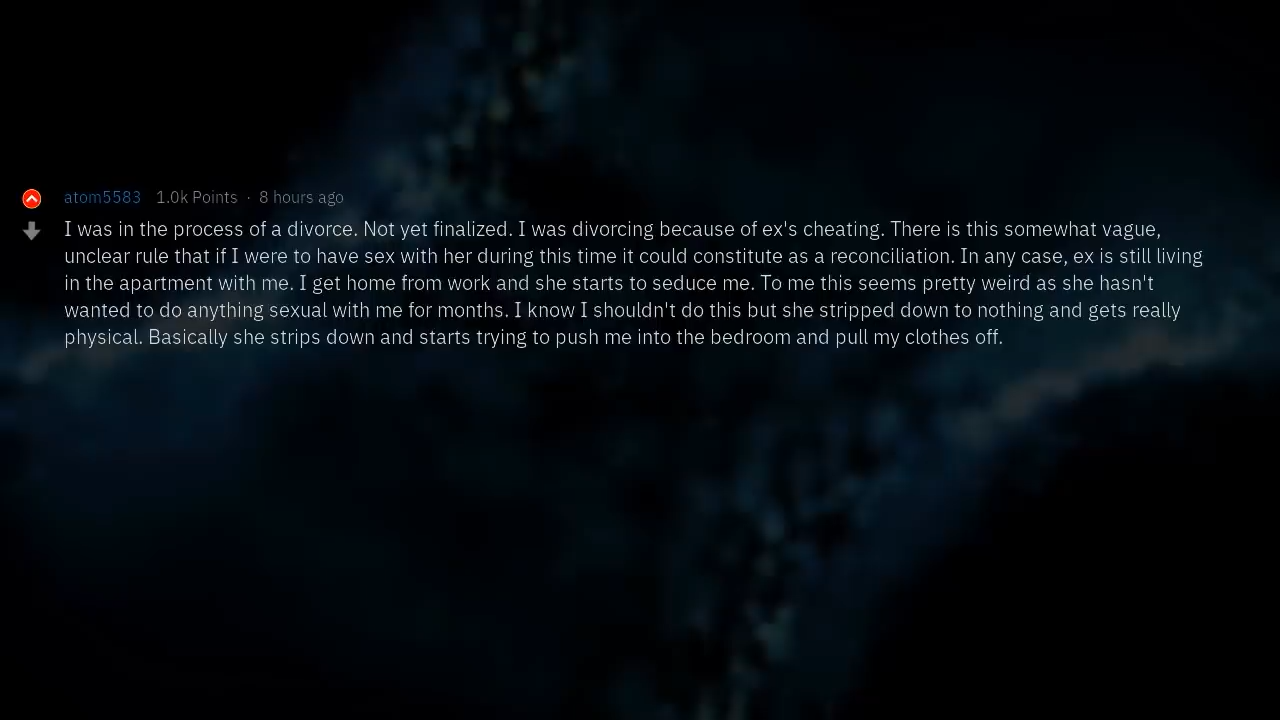 atom5583 1.0k Points · 8 hours ago
I was in the process of a divorce. Not yet finalized. I was divorcing because of ex's cheating. There is this somewhat vague,
unclear rule that if I were to have sex with her during this time it could constitute as a reconciliation. In any case, ex is still living
in the apartment with me. I get home from work and she starts to seduce me. To me this seems pretty weird as she hasn't
wanted to do anything sexual with me for months. I know I shouldn't do this but she stripped down to nothing and gets really
physical. Basically she strips down and starts trying to push me into the bedroom and pull my clothes off.